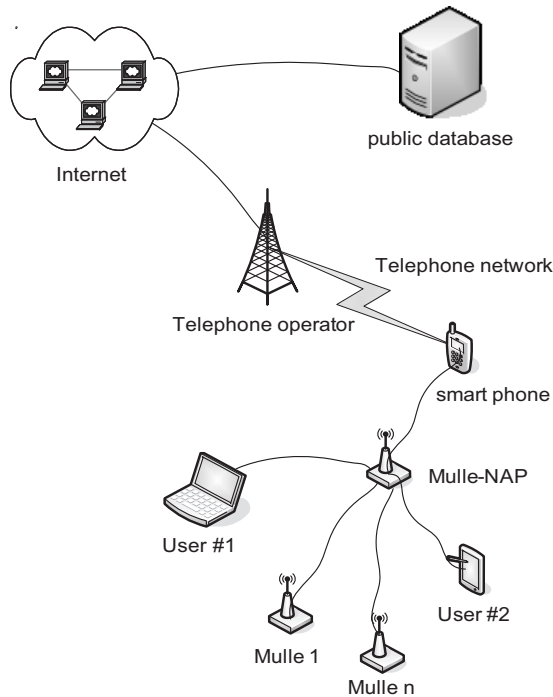 public database
Internet
Telephone network
Telephone operator
smart phone
Mulle-NAP
User #1
User #2
Mulle 1
Mulle n